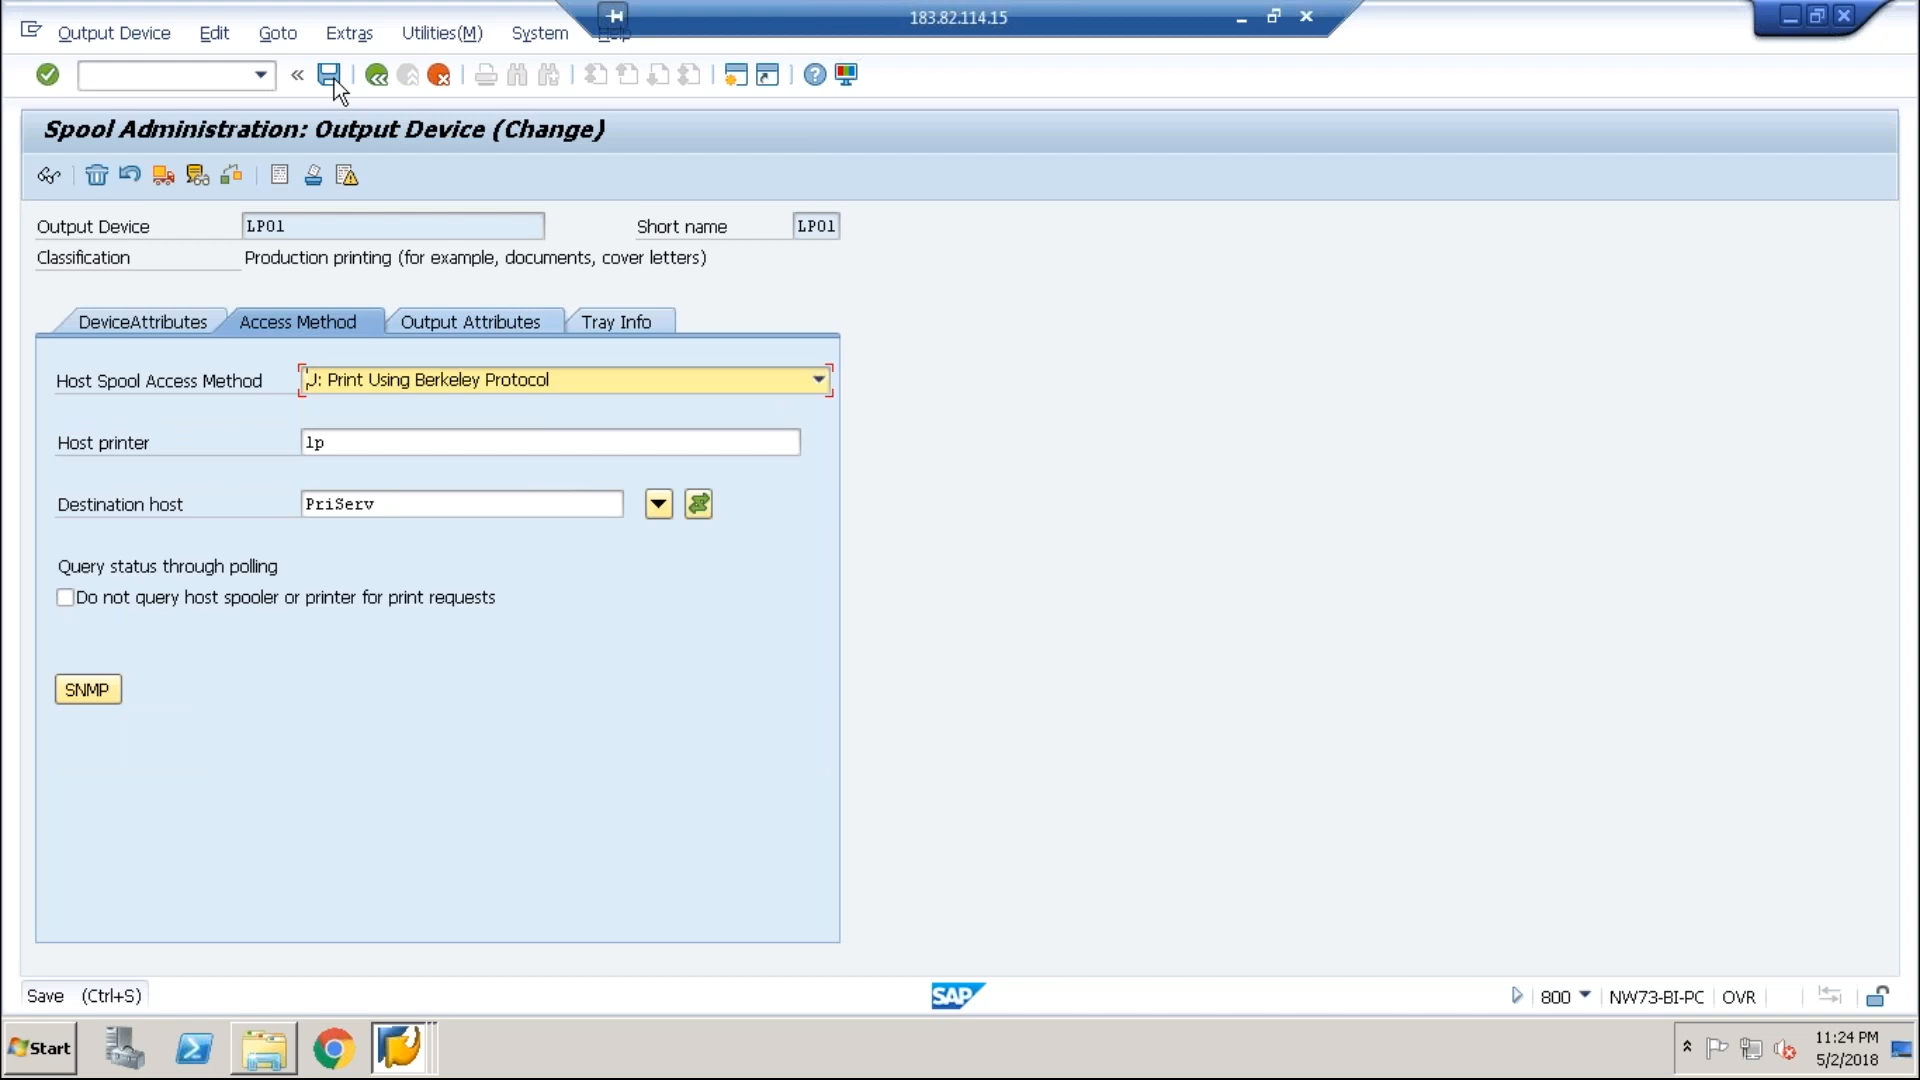 183.82.114.15
Output Device Edit Goto Extras Utilities(M) System Help
Spool Administration: Output Device (Change)
Output Device LP01 Short name LP01
Classification Production printing (for example, documents, cover letters)
DeviceAttributes Access Method Output Attributes Tray Info
Host Spool Access Method U: Print Using Berkeley Protocol
Host printer lp
Destination host PriServ
Query status through polling
Do not query host spooler or printer for print requests
SNMP
Save (Ctrl+S) SAP 800 NW73-BI-PC OVR
Start 11:24 PM
5/2/2018